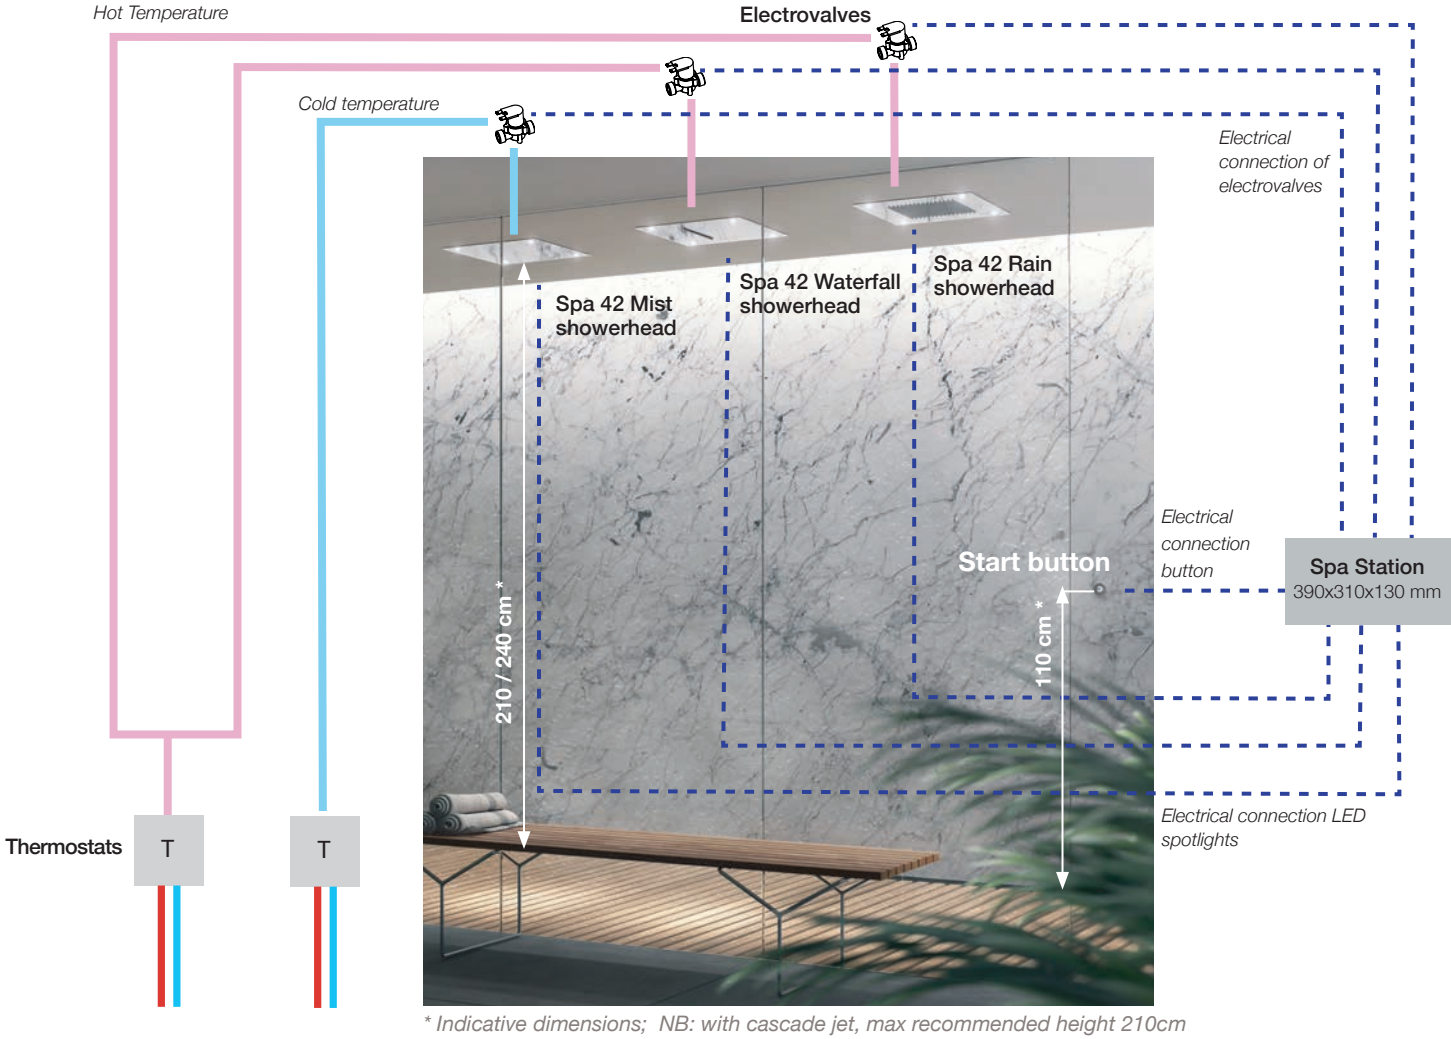 Hot Temperature
Electrovalves
Cold temperature
Electrical
connection of
electrovalves
Spa 42 Mist
showerhead
Spa 42 Waterfall
showerhead
Spa 42 Rain
showerhead
Start button
Electrical
connection
button
Spa Station
390x310x130 mm
210 / 240 cm *
110 cm *
Electrical connection LED
spotlights
Thermostats
T
T
* Indicative dimensions;  NB: with cascade jet, max recommended height 210cm